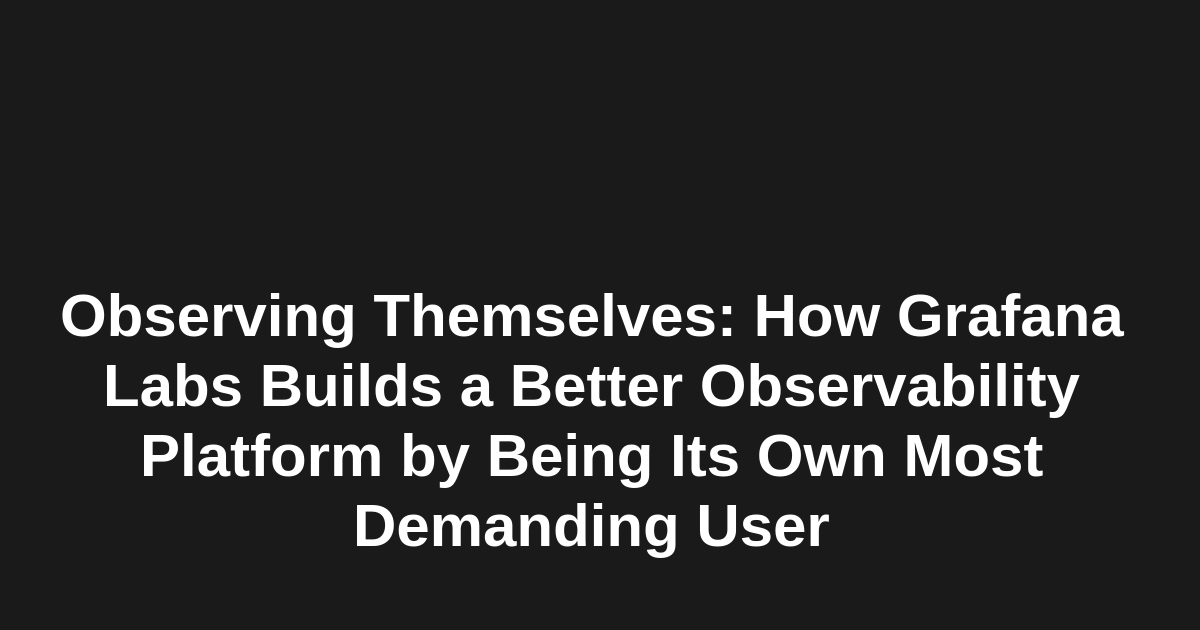 Observing Themselves: How Grafana
Labs Builds a Better Observability
Platform by Being Its Own Most
Demanding User